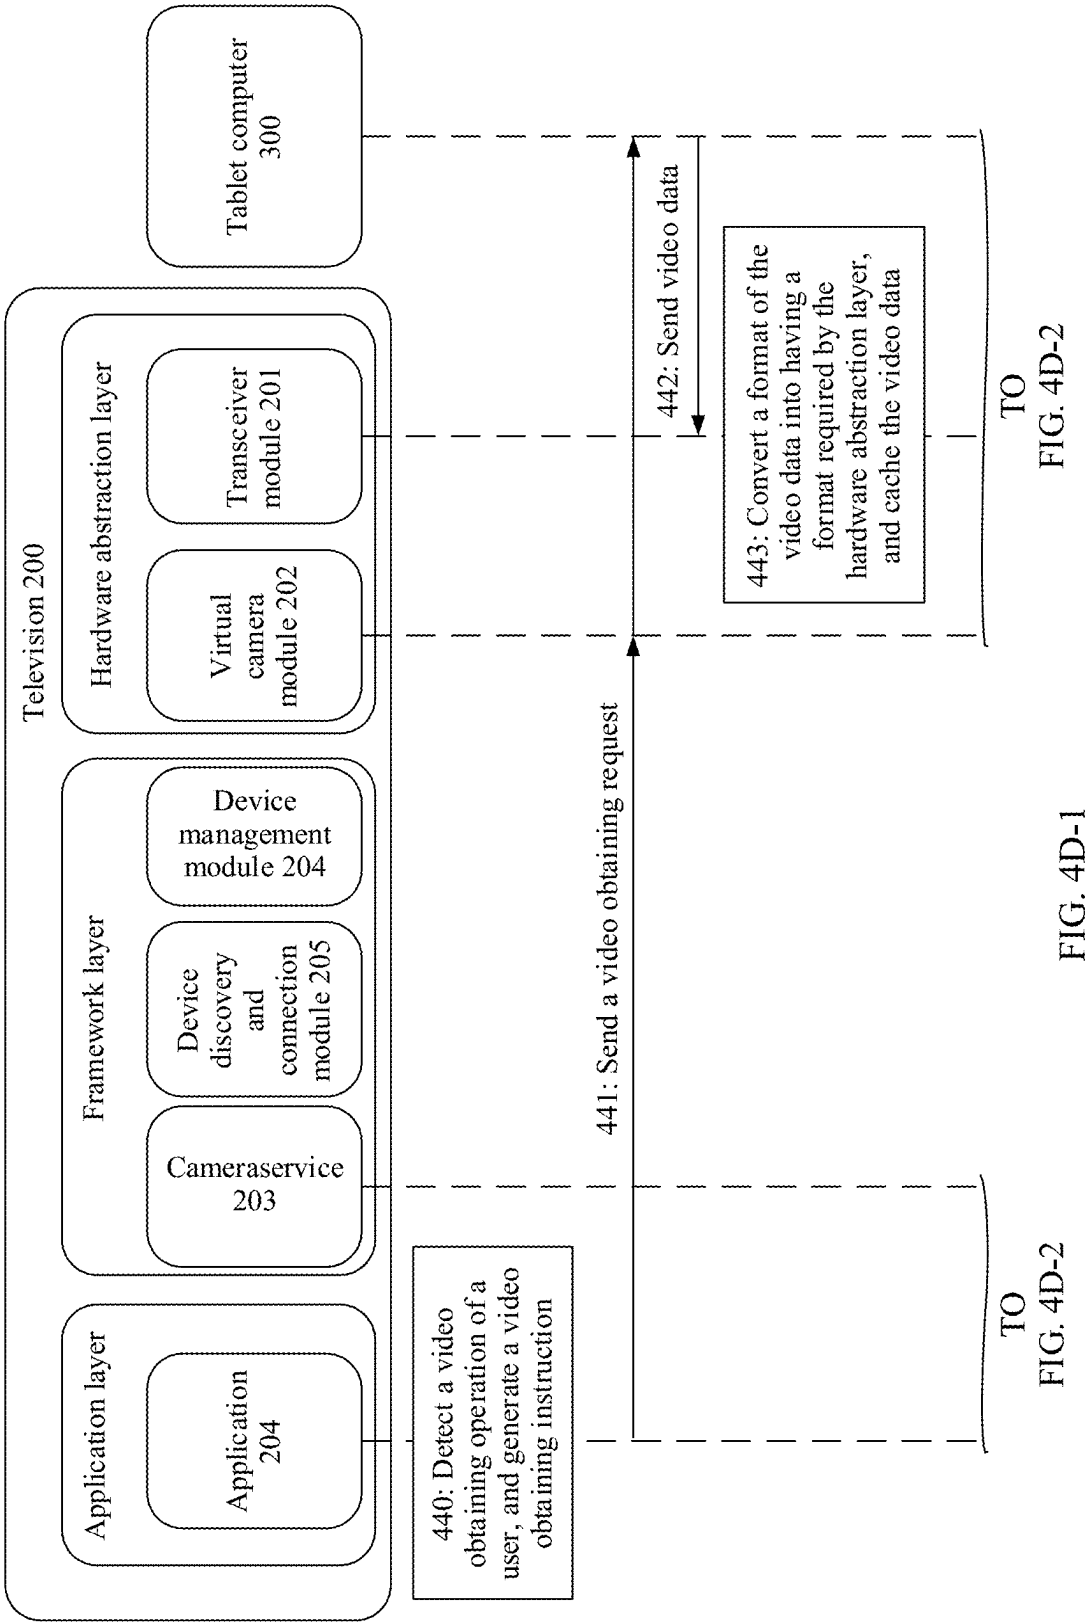 Television 200
Application layer
Application
204
Framework layer
Cameraservice
203
Device
discovery
and
connection
module 205
Device
management
module 204
Hardware abstraction layer
Virtual
camera
module 202
Transceiver
module 201
Tablet computer
300
440: Detect a video
obtaining operation of a
user, and generate a video
obtaining instruction
441: Send a video obtaining request
442: Send video data
443: Convert a format of the
video data into having a
format required by the
hardware abstraction layer,
and cache the video data
TO
FIG. 4D-2
TO
FIG. 4D-2
FIG. 4D-1